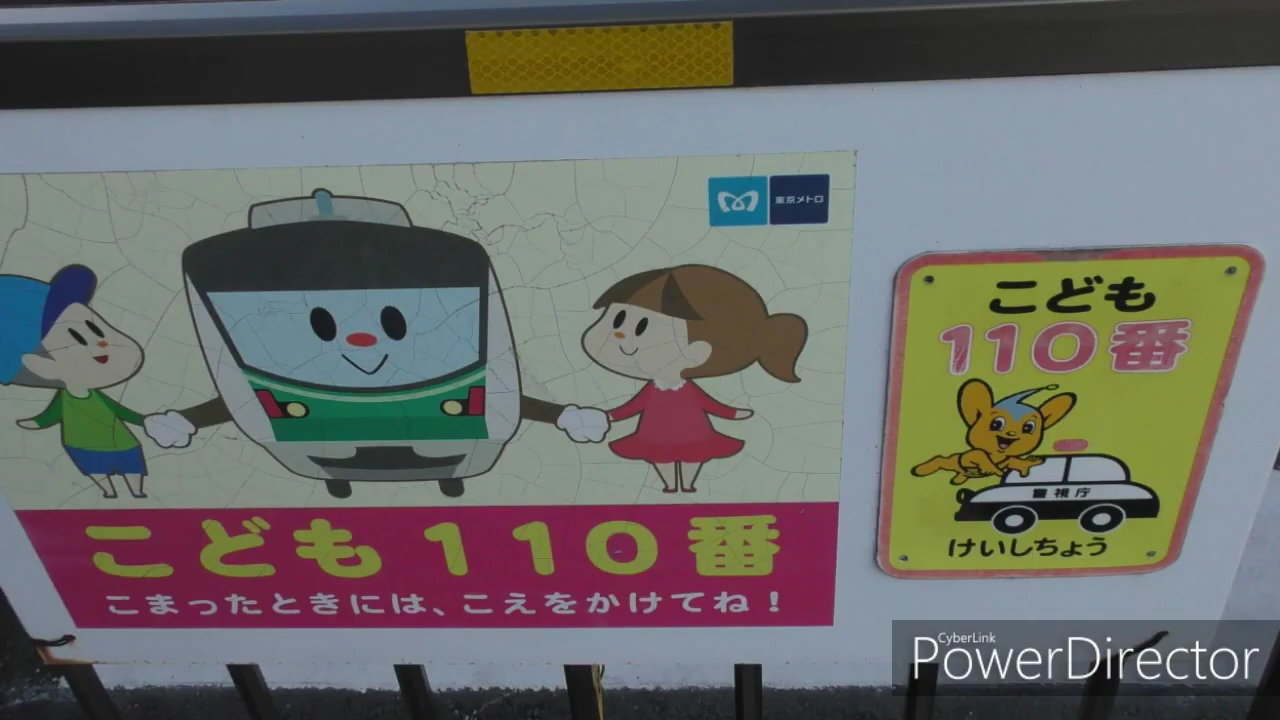 東京メトロ
こども110番
こまったときには、こえをかけてね！
こども
110番
警視庁
けいしちょう
CyberLink
PowerDirector